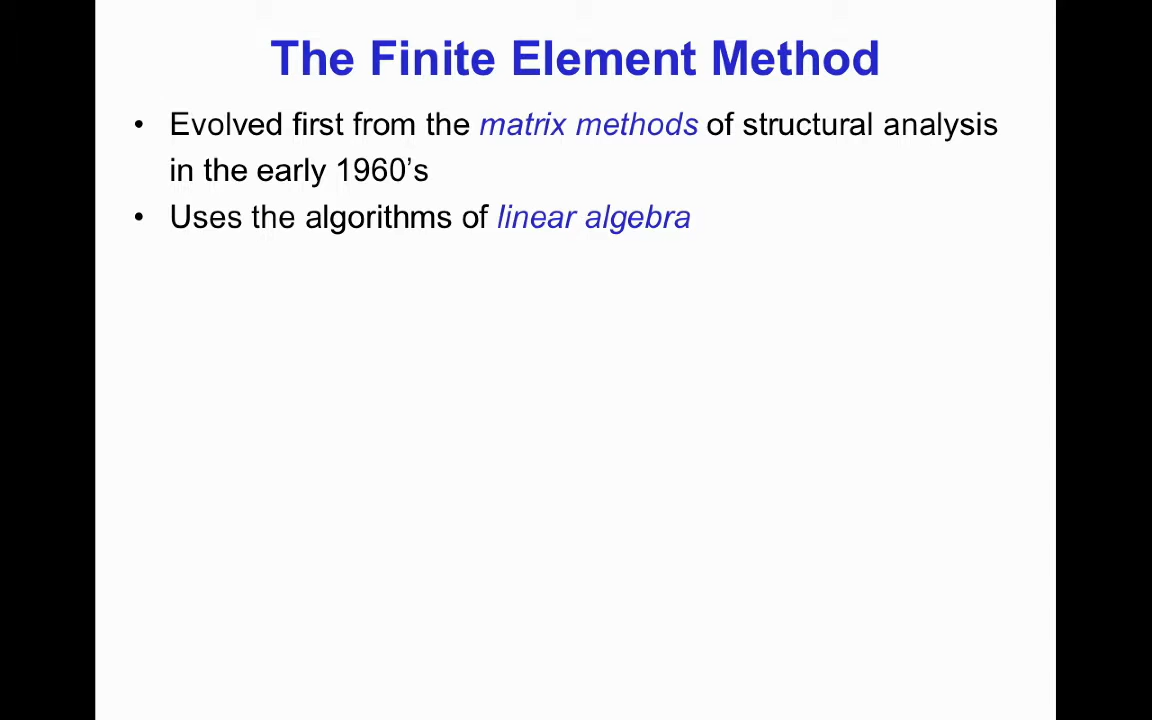 The Finite Element Method
• Evolved first from the matrix methods of structural analysis
in the early 1960’s
• Uses the algorithms of linear algebra